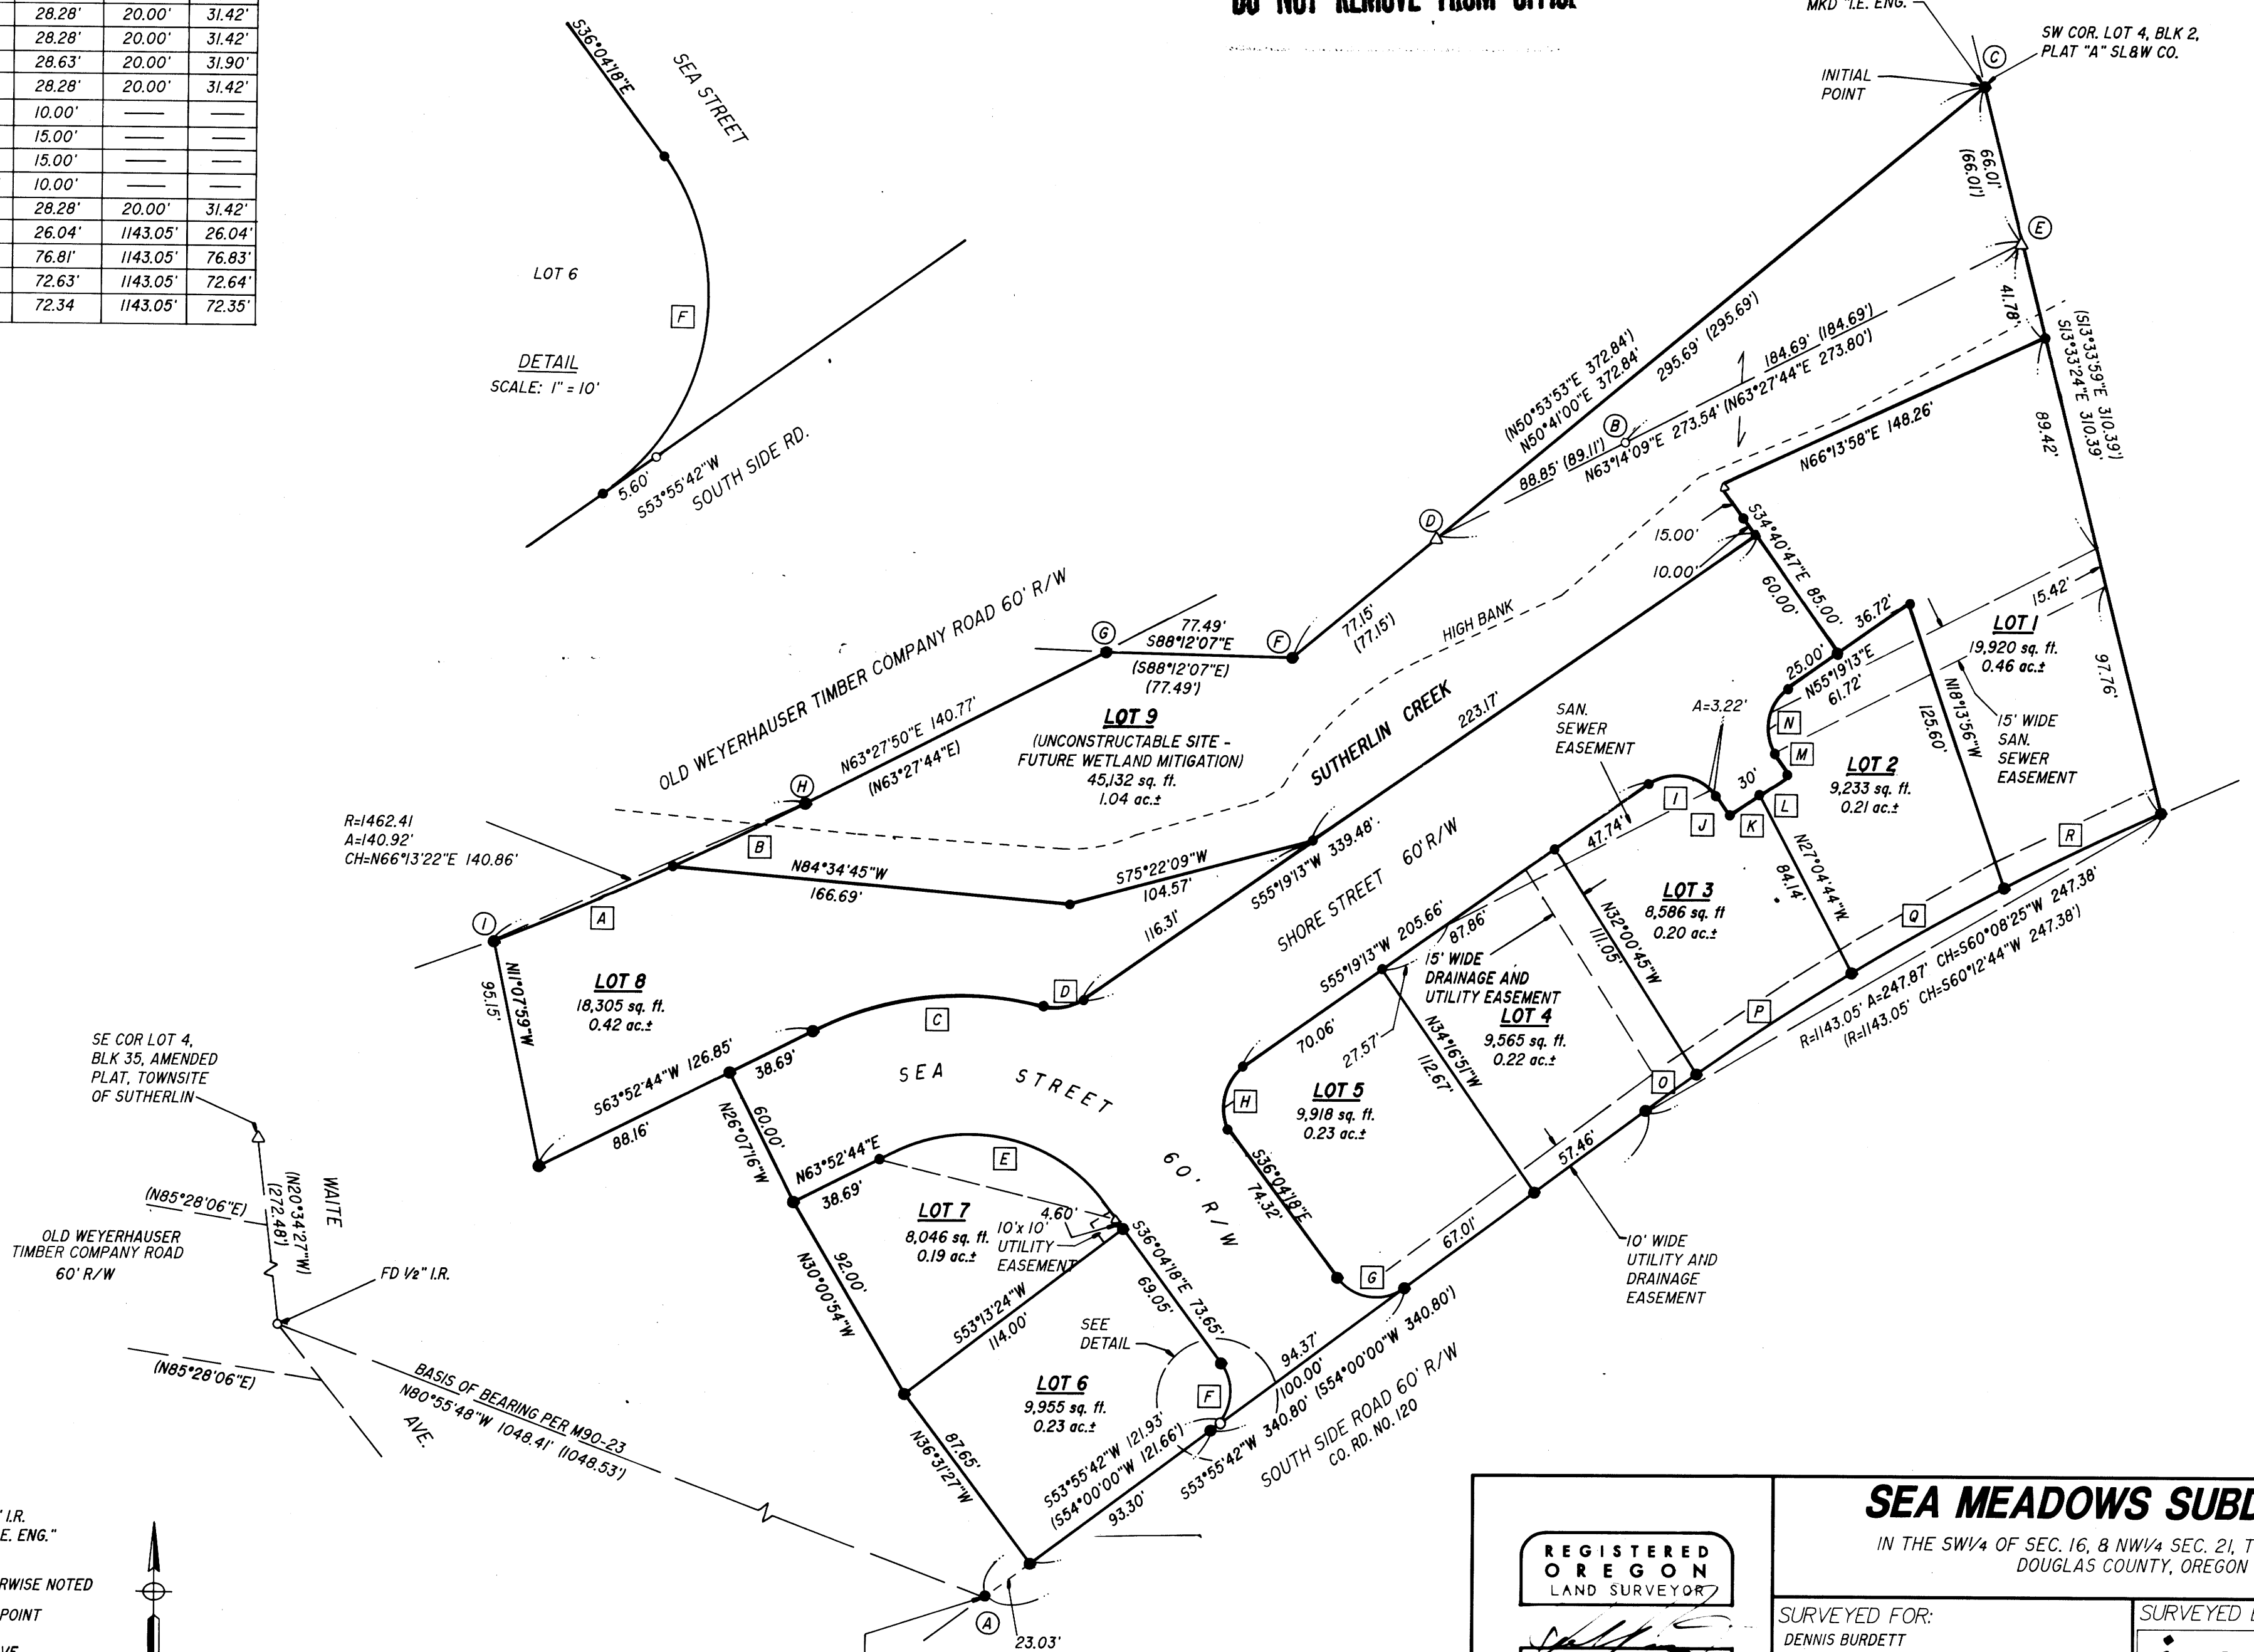 28.28' 20.00' 31.42'
28.28' 20.00' 31.42'
28.63' 20.00' 31.90'
28.28' 20.00' 31.42'
10.00' — —
15.00' — —
15.00' — —
10.00' — —
28.28' 20.00' 31.42'
26.04' 1143.05' 26.04'
76.81' 1143.05' 76.83'
72.63' 1143.05' 72.64'
72.34 1143.05' 72.35'
DO NOT REMOVE FROM OFFICE
S36°04'18"E
SEA STREET
LOT 6
F
DETAIL
SCALE: 1" = 10'
5.60'
S53°55'42"W
SOUTH SIDE RD.
MKD "I.E. ENG.
SW COR. LOT 4, BLK 2,
PLAT "A" SL&W CO.
C
INITIAL
POINT
66.01'
(66.01')
E
41.78'
(S13°33'59"E 310.39')
S13°33'24"E 310.39'
89.42'
(N50°53'53"E 372.84')
N50°41'00"E 372.84'
295.69' (295.69')
184.69' (184.69')
B
88.85' (89.11')
N63°14'09"E 273.54' (N63°27'44"E 273.80')
N66°13'58"E 148.26'
D
15.00'
10.00'
S34°40'47"E 85.00'
60.00'
36.72'
15.42'
LOT 1
19,920 sq. ft.
0.46 ac.±
97.76'
25.00'
N55°19'13"E
61.72'
N18°13'56"W
125.60'
15' WIDE
SAN.
SEWER
EASEMENT
N
M
L
K
J
I
30'
A=3.22'
SAN.
SEWER
EASEMENT
LOT 2
9,233 sq. ft.
0.21 ac.±
R
N27°04'44"W
84.14'
Q
R=1143.05' A=247.87' CH=S60°08'25"W 247.38'
(R=1143.05' CH=S60°12'44"W 247.38')
OLD WEYERHAUSER TIMBER COMPANY ROAD 60' R/W
G
77.49'
S88°12'07"E
(S88°12'07"E)
(77.49')
F
77.15'
(77.15')
HIGH BANK
SUTHERLIN CREEK
223.17'
H
N63°27'50"E 140.77'
(N63°27'44"E)
LOT 9
(UNCONSTRUCTABLE SITE -
FUTURE WETLAND MITIGATION)
45,132 sq. ft.
1.04 ac.±
R=1462.41
A=140.92'
CH=N66°13'22"E 140.86'
B
A
I
N84°34'45"W
166.69'
S75°22'09"W
104.57'
S55°19'13"W 339.48'
116.31'
SHORE STREET 60' R/W
47.74'
LOT 3
8,586 sq. ft
0.20 ac.±
N32°00'45"W
111.05'
S55°19'13"W 205.66'
87.86'
15' WIDE
DRAINAGE AND
UTILITY EASEMENT
27.57'
LOT 4
9,565 sq. ft.
0.22 ac.±
P
O
N11°07'59"W
95.15'
LOT 8
18,305 sq. ft.
0.42 ac.±
C
D
S63°52'44"W 126.85'
38.69'
88.16'
SEA STREET
60' R/W
70.06'
N34°16'51"W
112.67'
LOT 5
9,918 sq. ft.
0.23 ac.±
H
S36°04'18"E
74.32'
G
57.46'
67.01'
10' WIDE
UTILITY AND
DRAINAGE
EASEMENT
SE COR LOT 4,
BLK 35, AMENDED
PLAT, TOWNSITE
OF SUTHERLIN
(N85°28'06"E)
(N20°34'27"W)
(272.48')
WAITE
OLD WEYERHAUSER
TIMBER COMPANY ROAD
60' R/W
FD 1/2" I.R.
(N85°28'06"E)
AVE.
BASIS OF BEARING PER M90-23
N80°55'48"W 1048.41' (1048.53')
60.00'
N26°07'16"W
N63°52'44"E
38.69'
E
LOT 7
8,046 sq. ft.
0.19 ac.±
4.60'
10'x 10'
UTILITY
EASEMENT
92.00'
N30°00'54"W
S53°13'24"W
114.00'
S36°04'18"E 73.65'
69.05'
SEE
DETAIL
F
LOT 6
9,955 sq. ft.
0.23 ac.±
87.65'
N36°31'27"W
94.37'
100.00'
S53°55'42"W 340.80' (S54°00'00"W 340.80')
SOUTH SIDE ROAD 60' R/W
CO. RD. NO. 120
S53°55'42"W 121.93'
(S54°00'00"W 121.66')
93.30'
A
23.03'
I.R.
E. ENG."
RWISE NOTED
POINT
REGISTERED
OREGON
LAND SURVEYOR
SEA MEADOWS SUBD
IN THE SW1/4 OF SEC. 16, & NW1/4 SEC. 21, T
DOUGLAS COUNTY, OREGON
SURVEYED FOR:
DENNIS BURDETT
SURVEYED